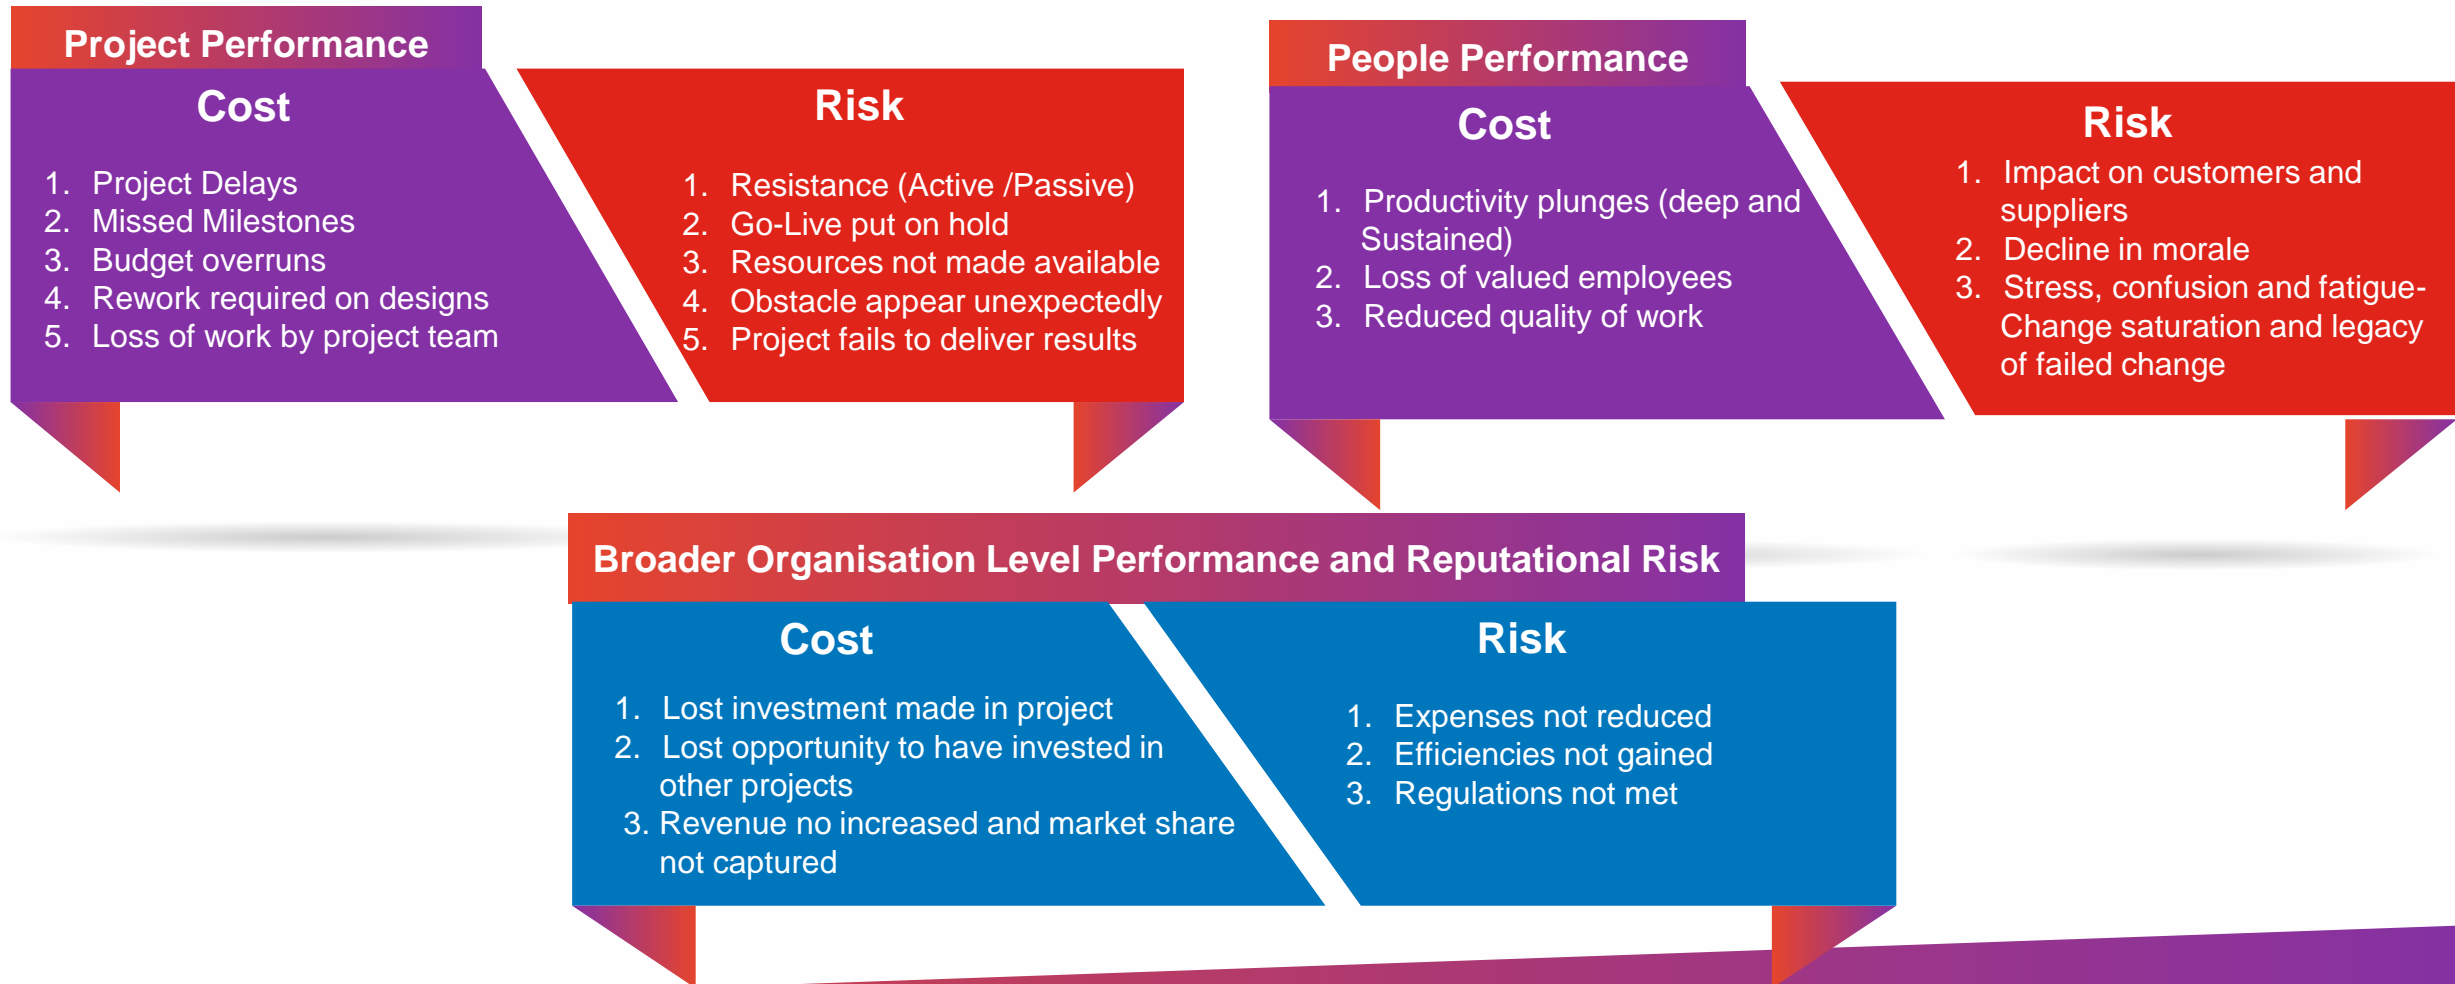 Project Performance
Cost
1. Project Delays
2. Missed Milestones
3. Budget overruns
4. Rework required on designs
5. Loss of work by project team
Risk
1. Resistance (Active /Passive)
2. Go-Live put on hold
3. Resources not made available
4. Obstacle appear unexpectedly
5. Project fails to deliver results
People Performance
Cost
1. Productivity plunges (deep and
Sustained)
2. Loss of valued employees
3. Reduced quality of work
Risk
1. Impact on customers and
suppliers
2. Decline in morale
3. Stress, confusion and fatigue-
Change saturation and legacy
of failed change
Broader Organisation Level Performance and Reputational Risk
Cost
1. Lost investment made in project
2. Lost opportunity to have invested in
other projects
3. Revenue no increased and market share
not captured
Risk
1. Expenses not reduced
2. Efficiencies not gained
3. Regulations not met